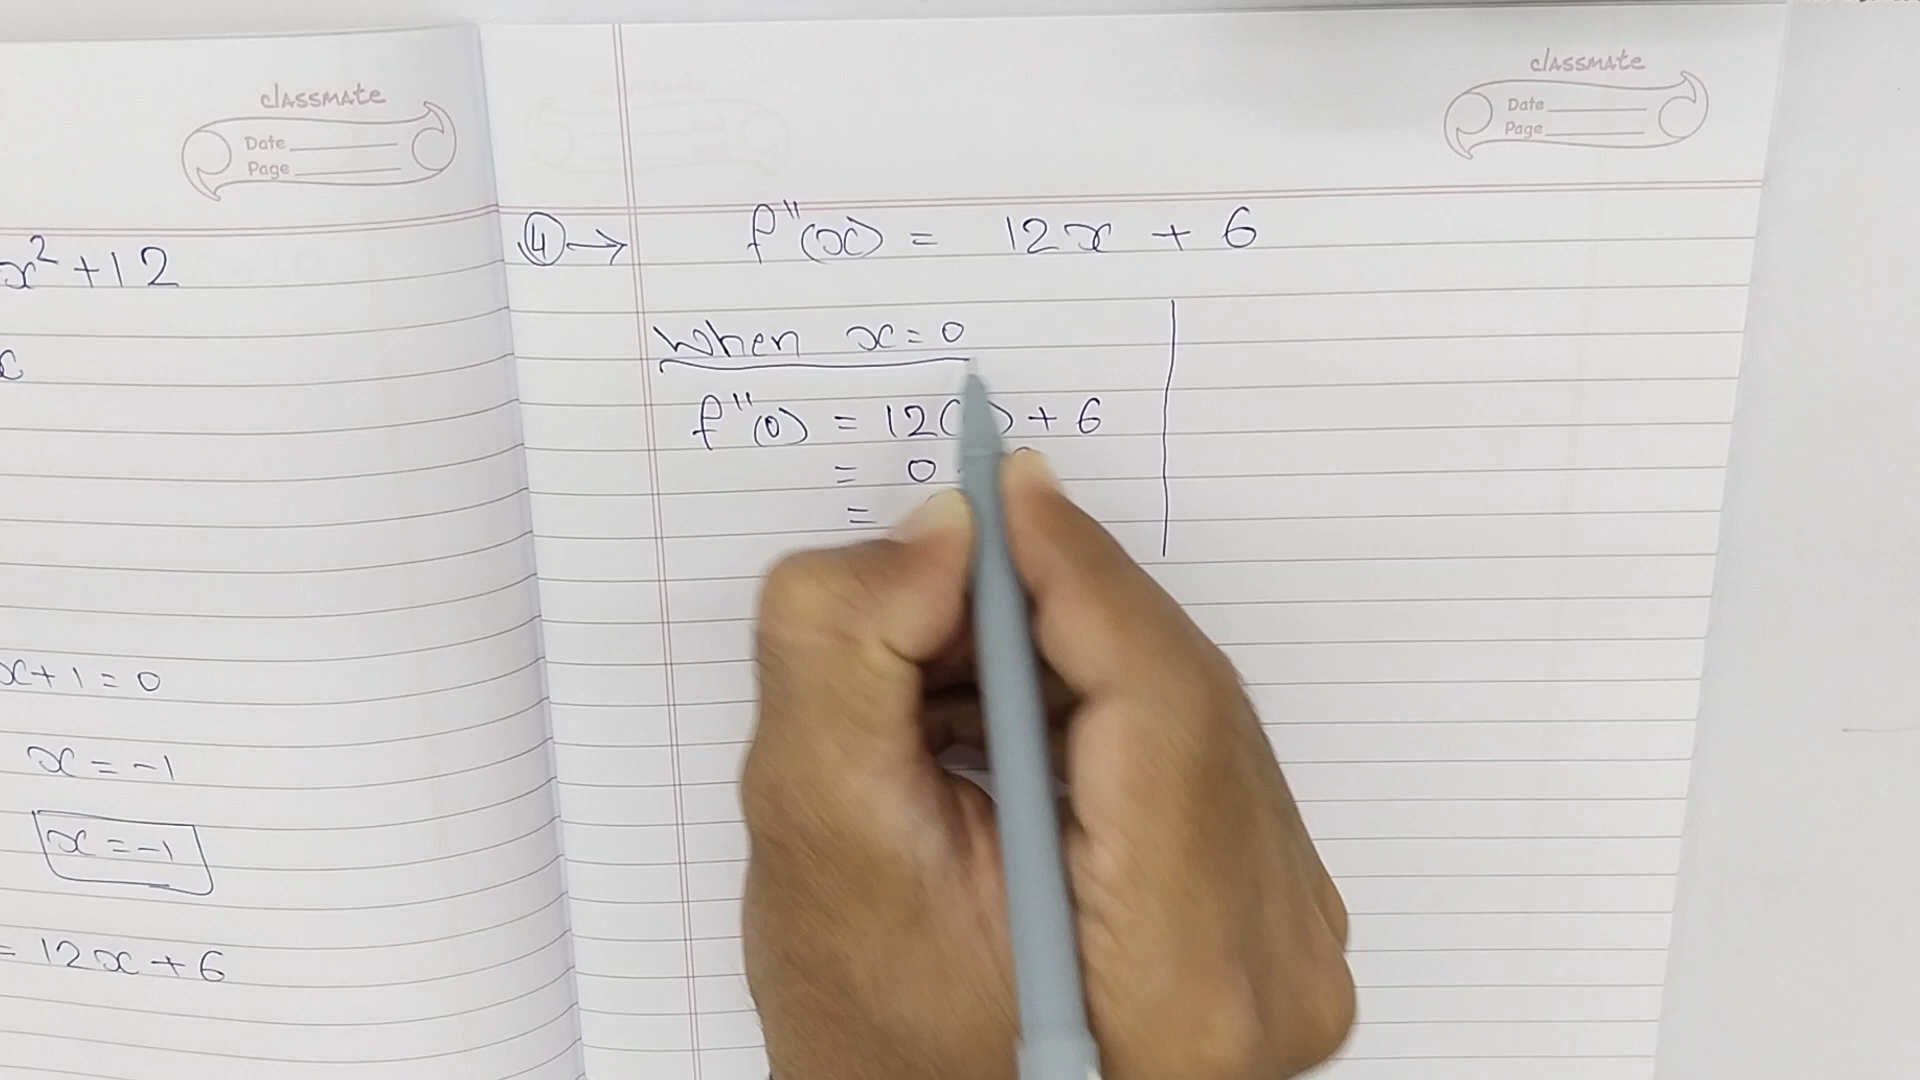 classmate
Date
Page
x² + 12
x
x + 1 = 0
x = -1
x = -1
= 12x + 6
classmate
Date
Page
④ → f''(x) = 12x + 6
When x = 0
f''(0) = 12( ) + 6
= 0
=